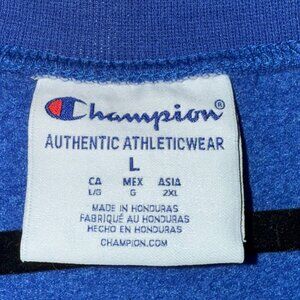 Champion®
AUTHENTIC ATHLETICWEAR
L
CA MEX ASIA
L/G G 2XL
MADE IN HONDURAS
FABRIQUÉ AU HONDURAS
HECHO EN HONDURAS
CHAMPION.COM